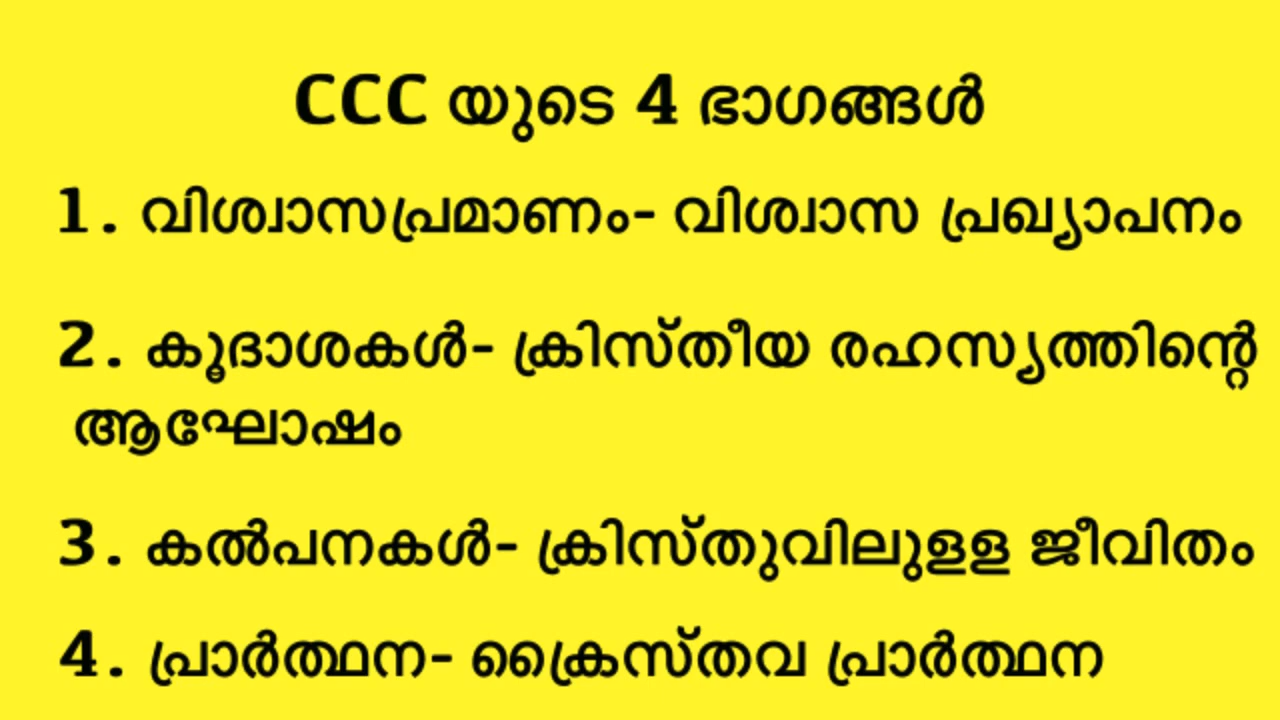 CCC യുടെ 4 ഭാഗങ്ങൾ
1. വിശ്വാസപ്രമാണം- വിശ്വാസ പ്രഖ്യാപനം
2. കൂദാശകൾ- ക്രിസ്തീയ രഹസ്യത്തിന്റെ
ആഘോഷം
3. കൽപനകൾ- ക്രിസ്തുവിലുളള ജീവിതം
4. പ്രാർത്ഥന- ക്രൈസ്തവ പ്രാർത്ഥന